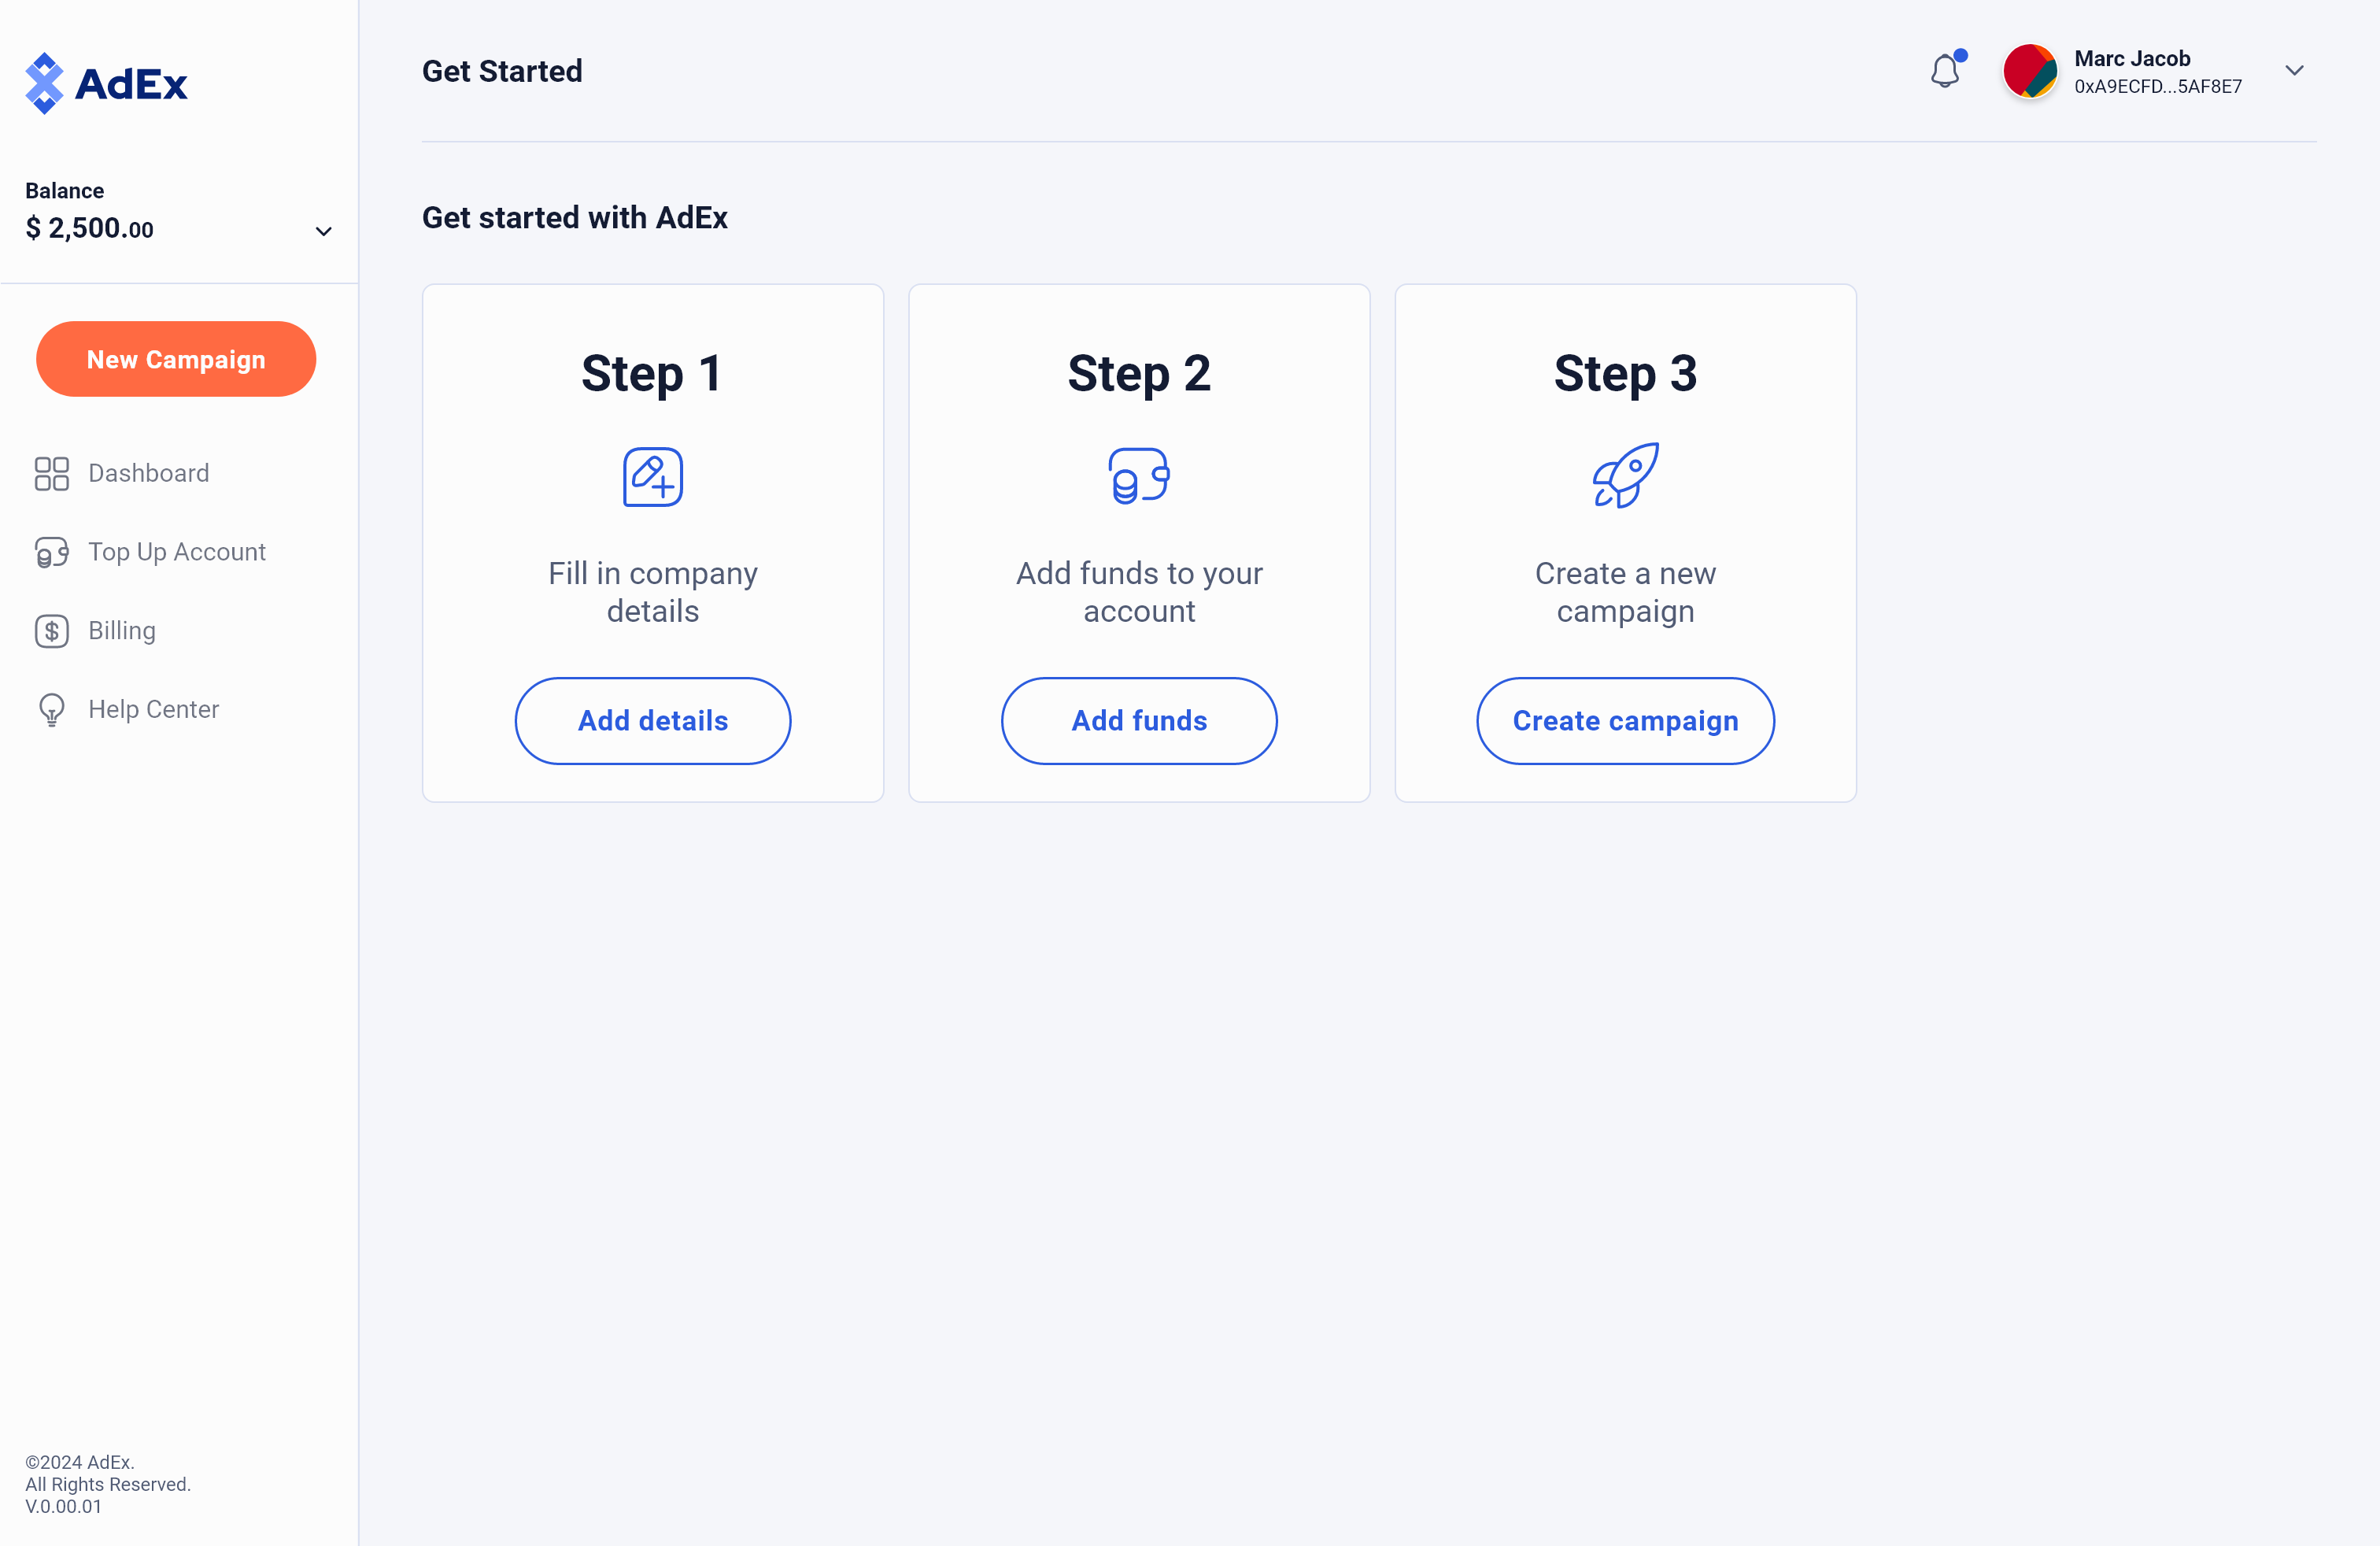 AdEx
Balance
$ 2,500.00
New Campaign
Dashboard
Top Up Account
Billing
Help Center
©2024 AdEx.
All Rights Reserved.
V.0.00.01
Get Started
Marc Jacob
0xA9ECFD...5AF8E7
Get started with AdEx
Step 1
Fill in company
details
Add details
Step 2
Add funds to your
account
Add funds
Step 3
Create a new
campaign
Create campaign